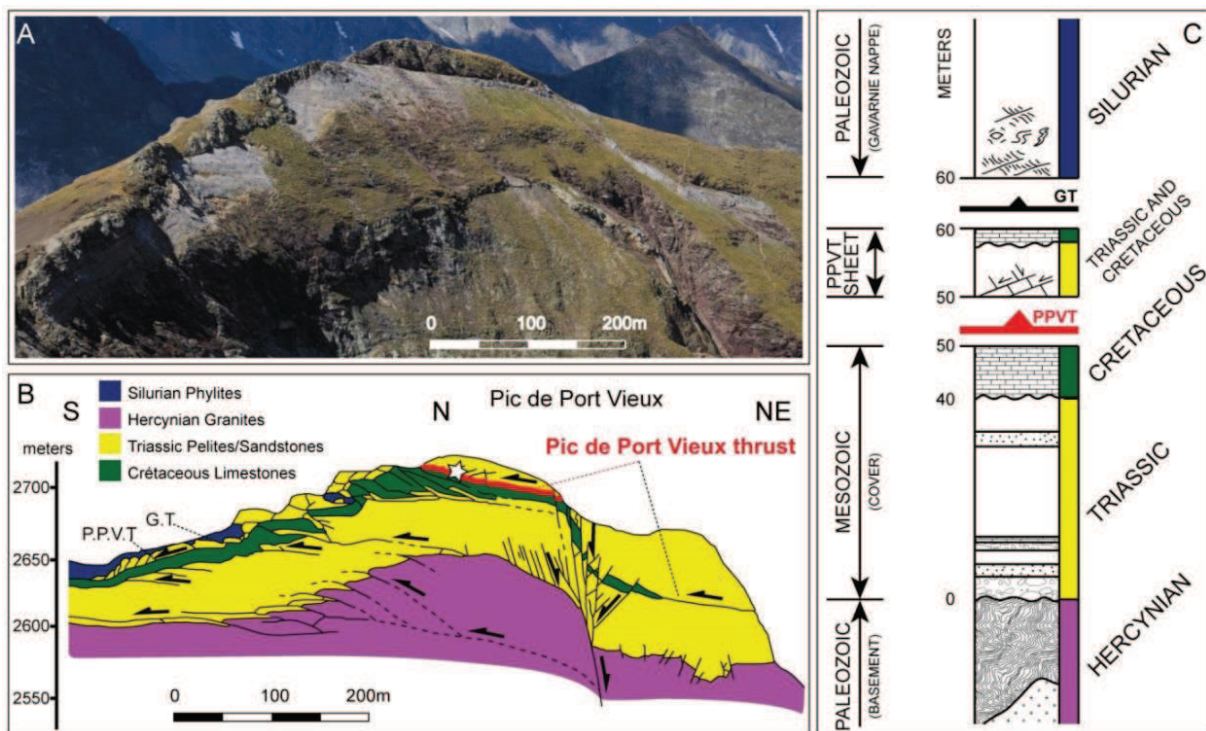 A
0 100 200m
B
S N Pic de Port Vieux NE
Silurian Phylites
Hercynian Granites
Triassic Pelites/Sandstones
Crétaceous Limestones
Pic de Port Vieux thrust
meters
2700
2650
2600
2550
G.T.
P.P.V.T
0 100 200m
C
METERS
PALEOZOIC
(GAVARNIE NAPPE)
SILURIAN
60
GT
60
PPVT
SHEET
TRIASSIC AND
CRETACEOUS
50
PPVT
50
CRETACEOUS
40
MESOZOIC
(COVER)
TRIASSIC
0
PALEOZOIC
(BASEMENT)
HERCYNIAN